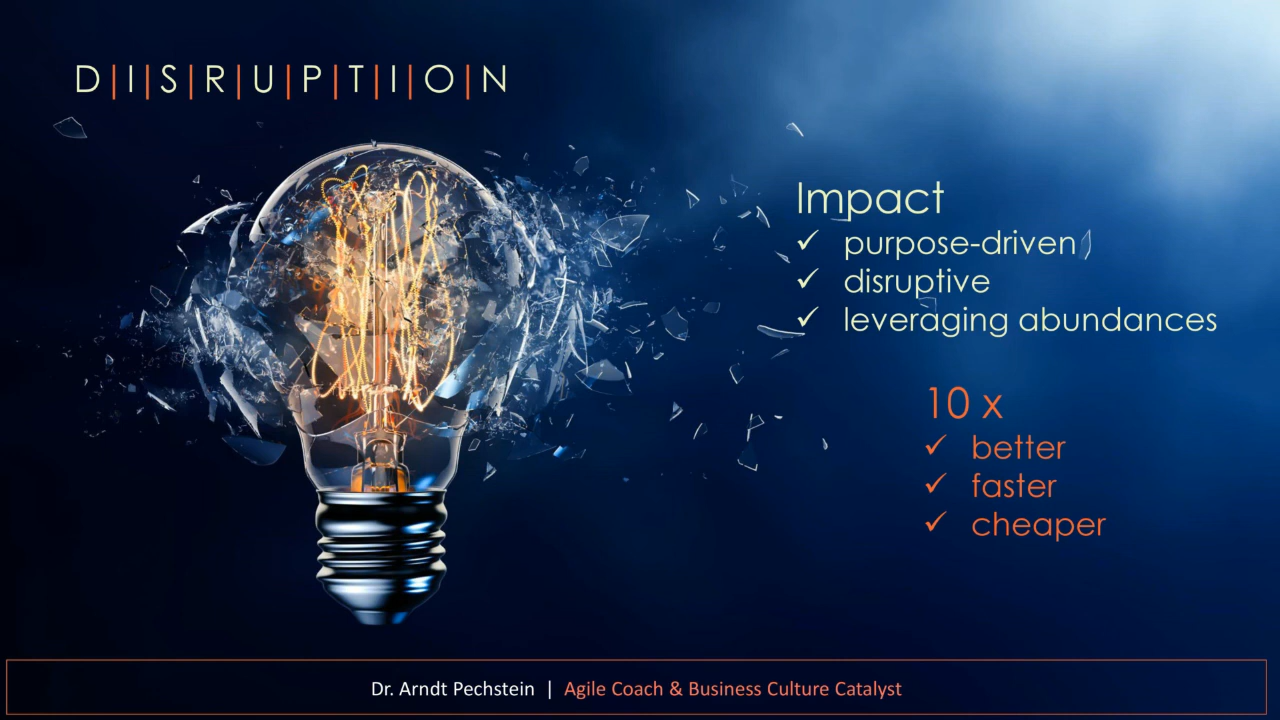 D|I|S|R|U|P|T|I|O|N
Impact
✓ purpose-driven
✓ disruptive
✓ leveraging abundances
10 x
✓ better
✓ faster
✓ cheaper
Dr. Arndt Pechstein | Agile Coach & Business Culture Catalyst